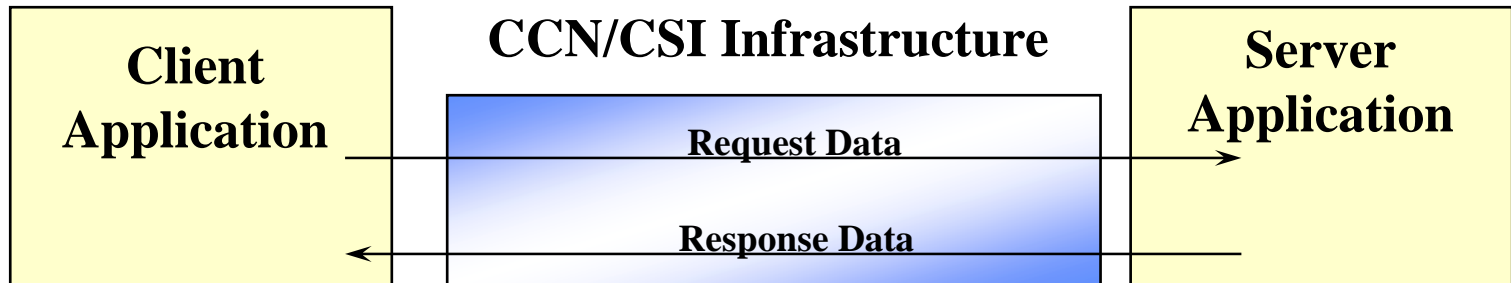 Client
Application
CCN/CSI Infrastructure
Server
Application
Request Data
Response Data